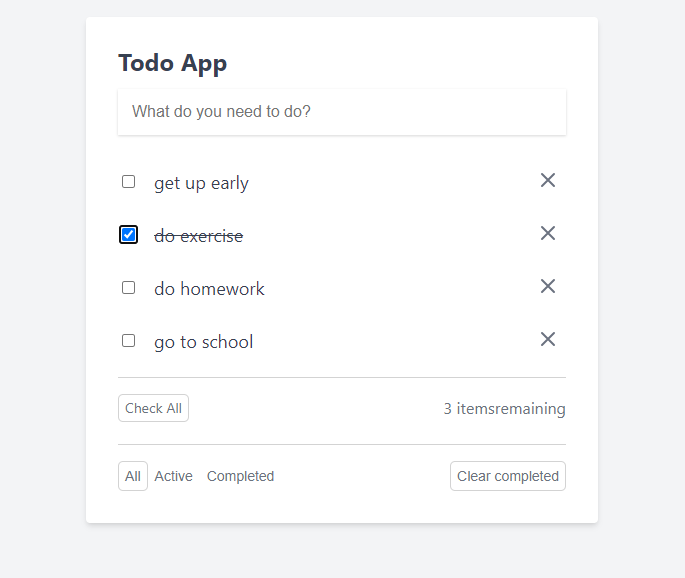 Todo App
What do you need to do?
get up early
do exercise
do homework
go to school
Check All 3 itemsremaining
All Active Completed Clear completed